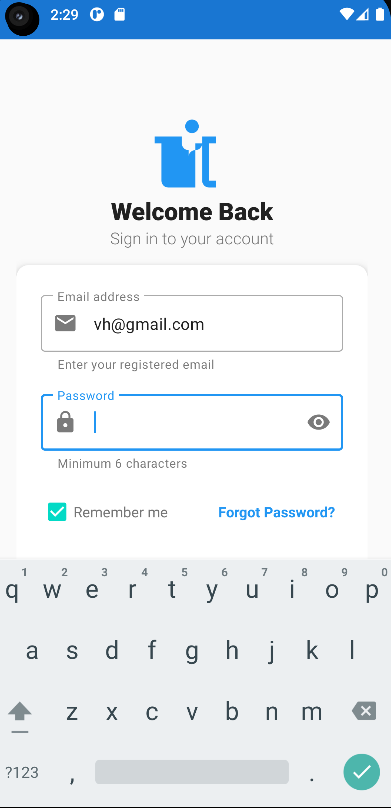 2:29
Welcome Back
Sign in to your account
Email address
vh@gmail.com
Enter your registered email
Password
Minimum 6 characters
Remember me Forgot Password?
1 2 3 4 5 6 7 8 9 0
q w e r t y u i o p
a s d f g h j k l
z x c v b n m
?123 , .